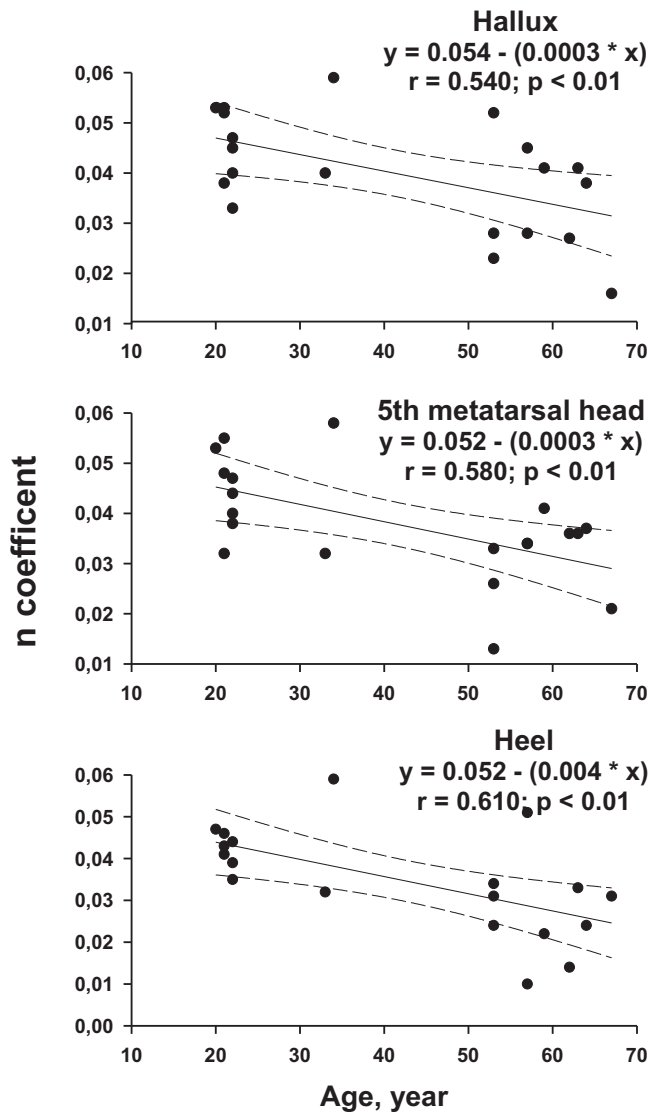 Hallux
y = 0.054 - (0.0003 * x)
r = 0.540; p < 0.01
0,06
0,05
0,04
0,03
0,02
0,01
10 20 30 40 50 60 70
5th metatarsal head
y = 0.052 - (0.0003 * x)
r = 0.580; p < 0.01
0,06
0,05
0,04
0,03
0,02
0,01
10 20 30 40 50 60 70
n coefficent
Heel
y = 0.052 - (0.004 * x)
r = 0.610; p < 0.01
0,06
0,05
0,04
0,03
0,02
0,01
0,00
10 20 30 40 50 60 70
Age, year